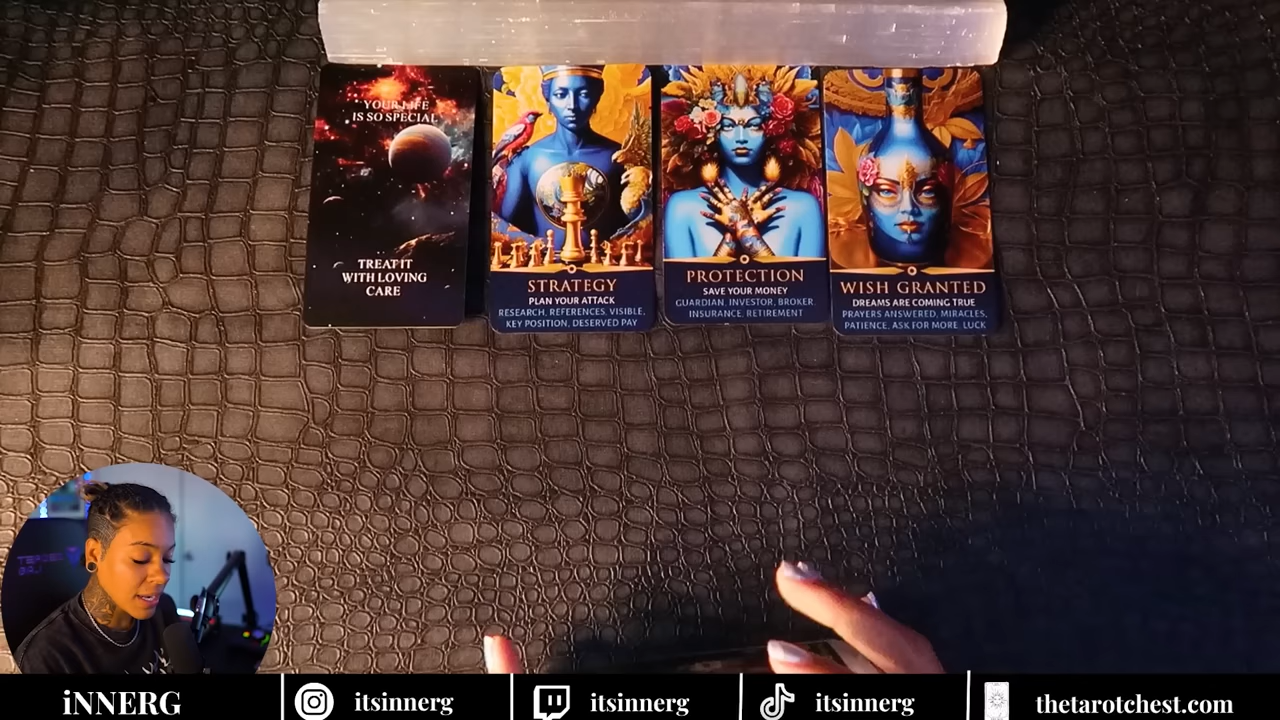 YOUR LIFE
IS SO SPECIAL
TREAT IT
WITH LOVING
CARE
STRATEGY
PLAN YOUR ATTACK
RESEARCH, REFERENCES, VISIBLE,
KEY POSITION, DESERVED PAY
PROTECTION
SAVE YOUR MONEY
GUARDIAN, INVESTOR, BROKER,
INSURANCE, RETIREMENT
WISH GRANTED
DREAMS ARE COMING TRUE
PRAYERS ANSWERED, MIRACLES,
PATIENCE, ASK FOR MORE, LUCK
iNNERG
itsinnerg
itsinnerg
itsinnerg
thetarotchest.com